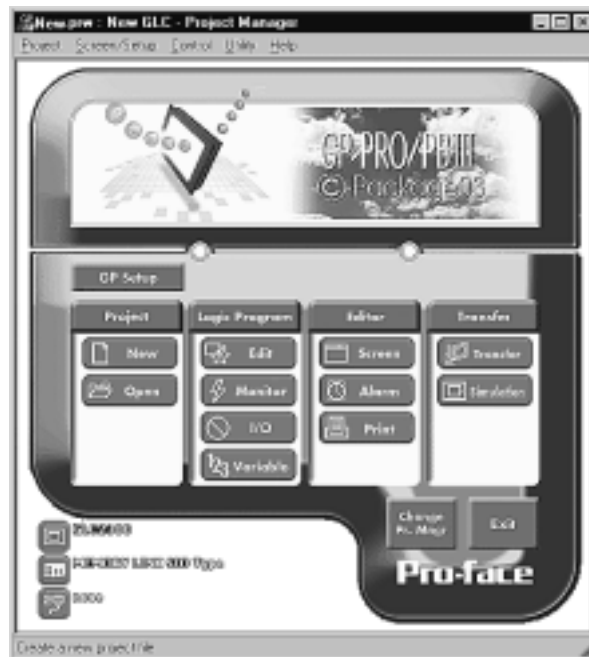 New.prw : New GLC - Project Manager
Project Screen/Setup Control Utility Help
GP-PRO/PBIII
C-Package03
GP Setup
Project
New
Open
Logic Program
Edit
Monitor
I/O
Variable
Editor
Screen
Alarm
Print
Transfer
Transfer
Simulation
Change Pr. Mngr
Exit
Type
Pro-face
Create a new project file